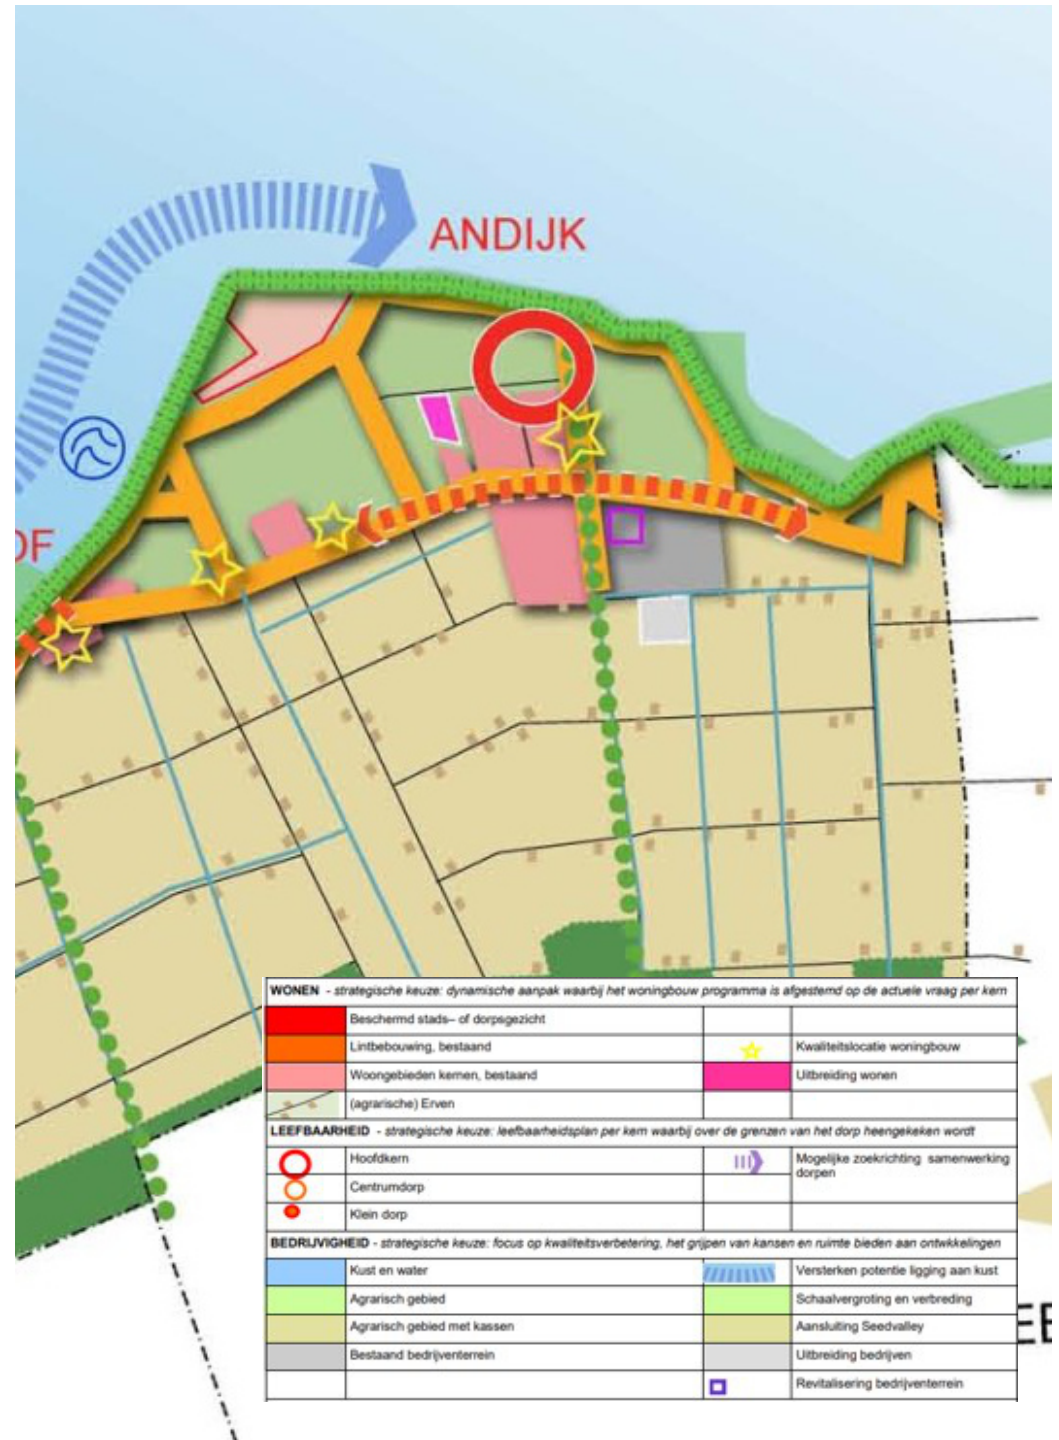 ANDIJK
OF
WONEN - strategische keuze: dynamische aanpak waarbij het woningbouw programma is afgestemd op de actuele vraag per kern
Beschermd stads– of dorpsgezicht
Lintbebouwing, bestaand
Kwaliteitslocatie woningbouw
Woongebieden kernen, bestaand
Uitbreiding wonen
(agrarische) Erven
LEEFBAARHEID - strategische keuze: leefbaarheidsplan per kern waarbij over de grenzen van het dorp heengekeken wordt
Hoofdkern
Mogelijke zoekrichting samenwerking
dorpen
Centrumdorp
Klein dorp
BEDRIJVIGHEID - strategische keuze: focus op kwaliteitsverbetering, het grijpen van kansen en ruimte bieden aan ontwikkelingen
Kust en water
Versterken potentie ligging aan kust
Agrarisch gebied
Schaalvergroting en verbreding
Agrarisch gebied met kassen
Aansluiting Seedvalley
Bestaand bedrijventerrein
Uitbreiding bedrijven
Revitalisering bedrijventerrein